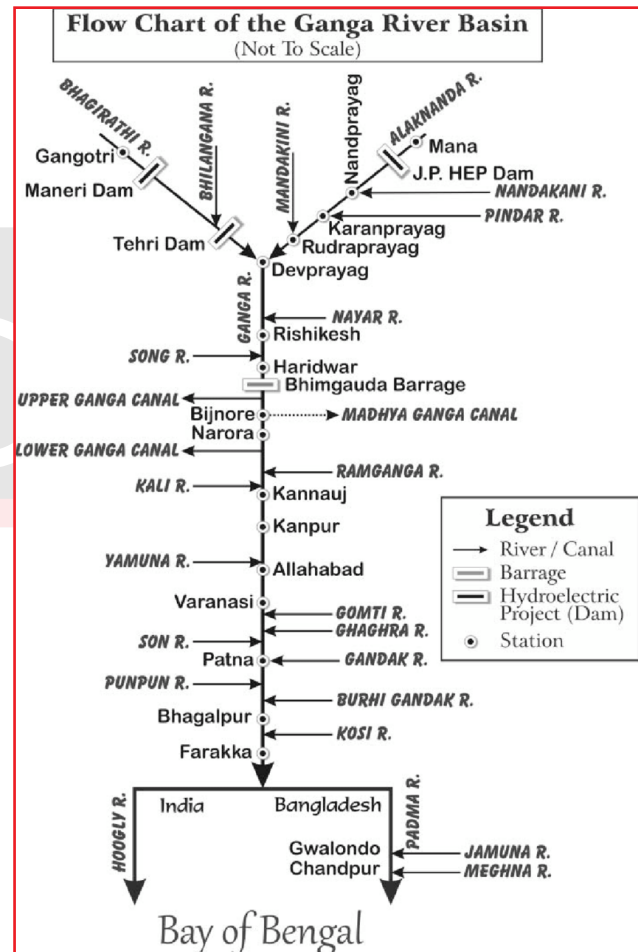 Flow Chart of the Ganga River Basin
(Not To Scale)
BHAGIRATHI R.
BHILANGANA R.
MANDAKINI R.
Nandprayag
ALAKNANDA R.
Gangotri
Mana
Maneri Dam
J.P. HEP Dam
NANDAKANI R.
PINDAR R.
Karanprayag
Tehri Dam
Rudraprayag
Devprayag
GANGA R.
NAYAR R.
Rishikesh
SONG R.
Haridwar
Bhimgauda Barrage
UPPER GANGA CANAL
Bijnore
MADHYA GANGA CANAL
Narora
LOWER GANGA CANAL
RAMGANGA R.
KALI R.
Kannauj
Kanpur
YAMUNA R.
Allahabad
Varanasi
GOMTI R.
GHAGHRA R.
SON R.
Patna
GANDAK R.
PUNPUN R.
BURHI GANDAK R.
Bhagalpur
KOSI R.
Farakka
Legend
River / Canal
Barrage
Hydroelectric
Project (Dam)
Station
HOOGLY R.
India
Bangladesh
PADMA R.
Gwalondo
JAMUNA R.
Chandpur
MEGHNA R.
Bay of Bengal